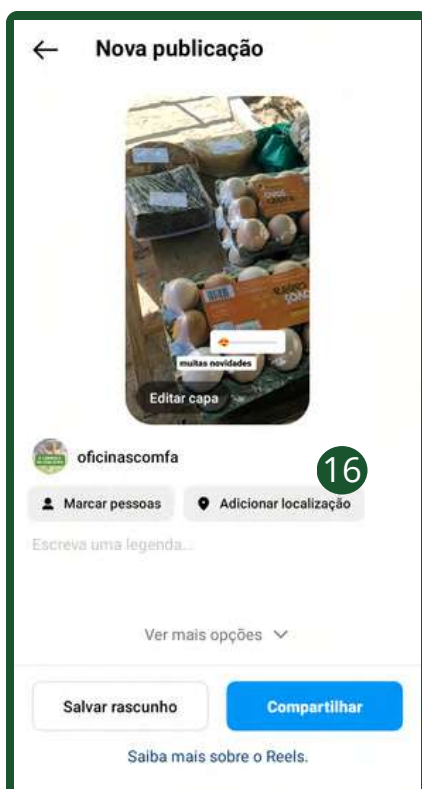 Nova publicação
muitas novidades
Editar capa
oficinascomfa
16
Marcar pessoas
Adicionar localização
Escreva uma legenda...
Ver mais opções
Salvar rascunho
Compartilhar
Saiba mais sobre o Reels.